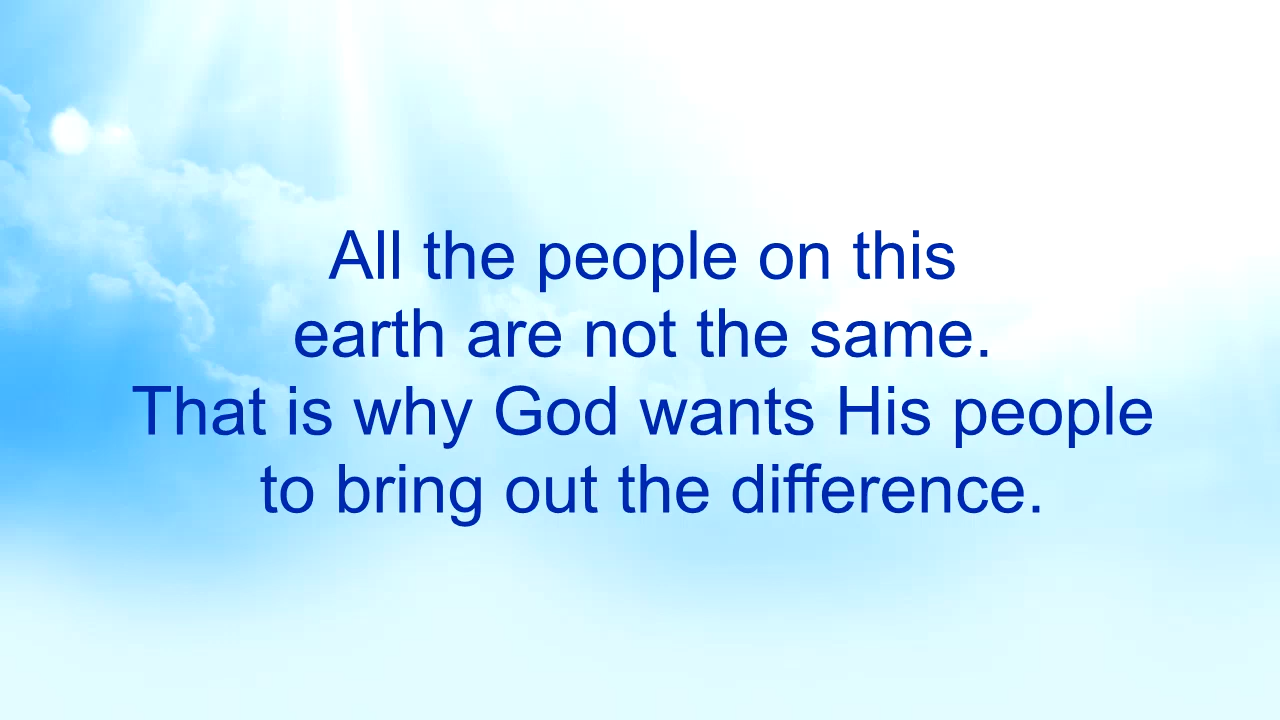 All the people on this
earth are not the same.
That is why God wants His people
to bring out the difference.